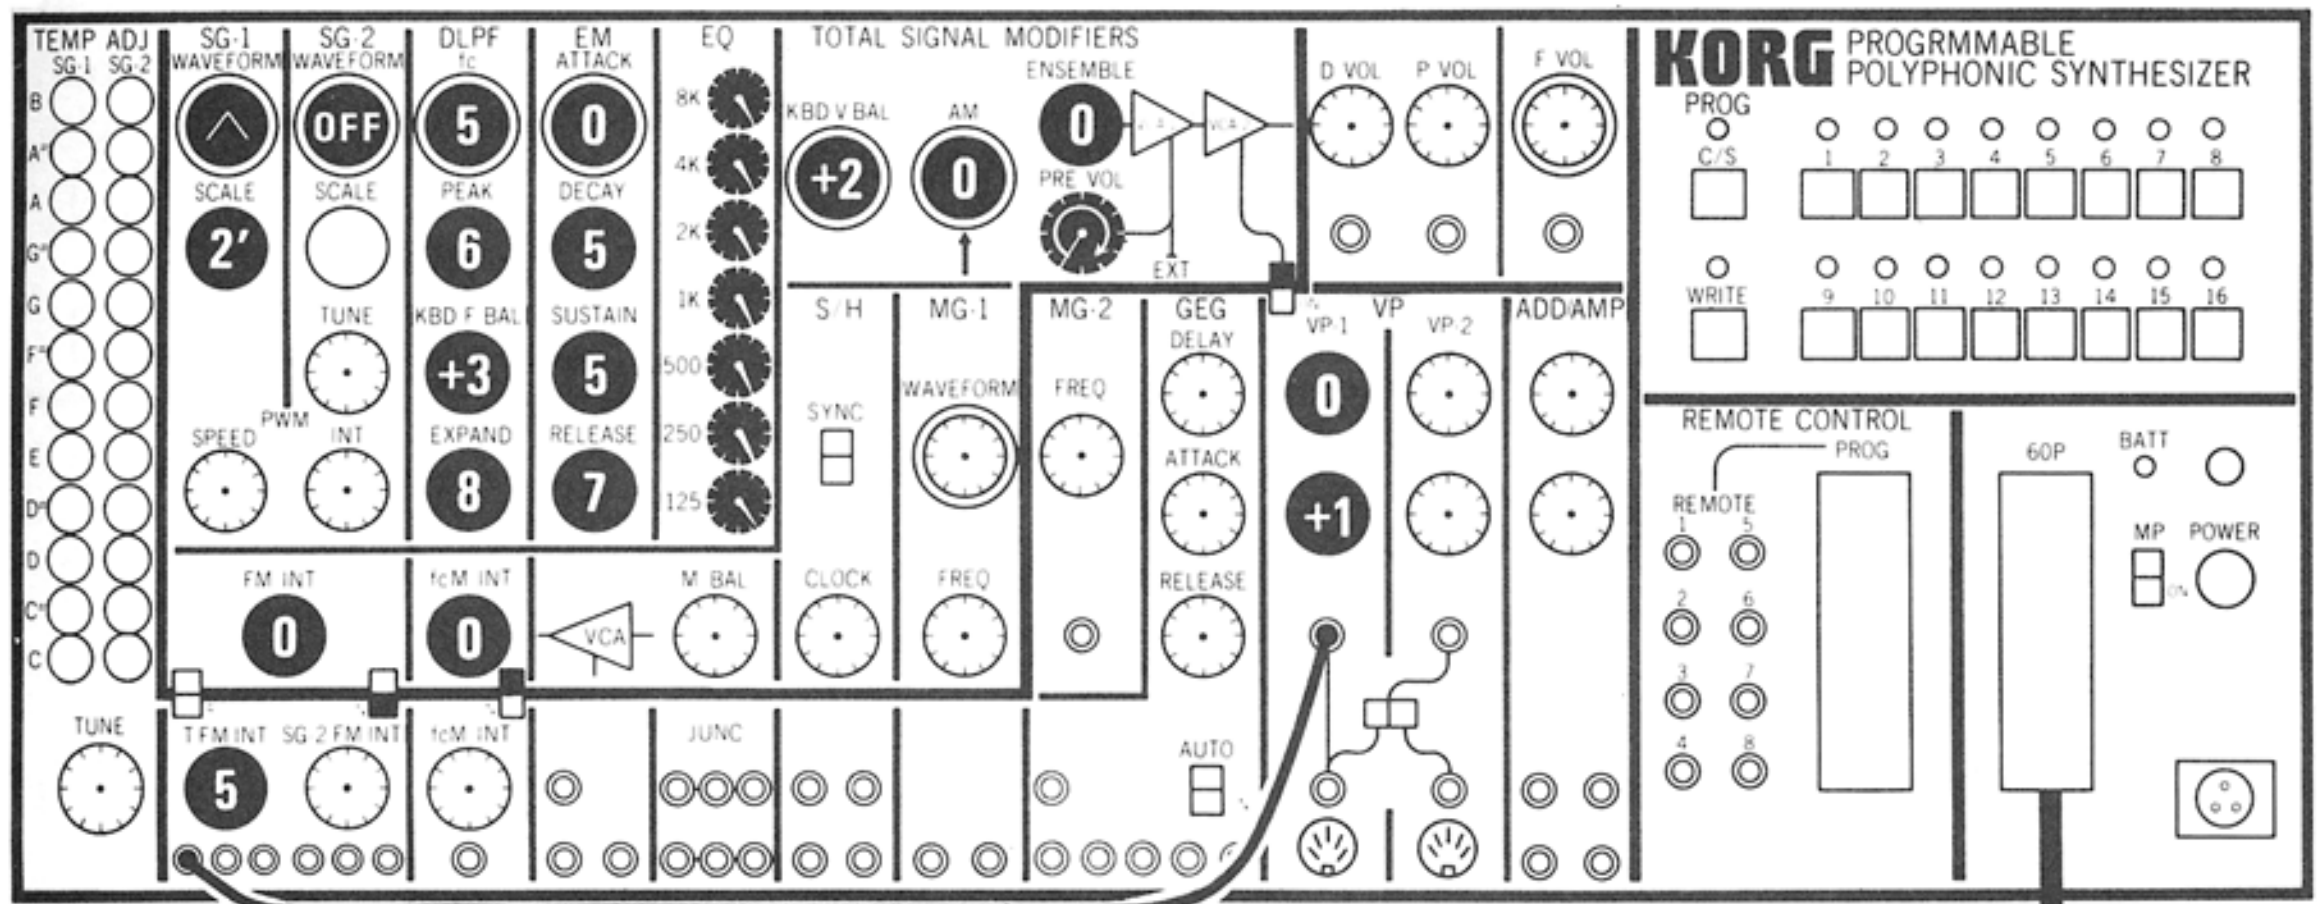 TEMP ADJ
SG-1 SG-2
B
A#
A
G#
G
F#
F
E
D#
D
C#
C
TUNE
SG-1
WAVEFORM
SCALE
2'
SPEED
PWM
SG-2
WAVEFORM
OFF
SCALE
TUNE
INT
DLPF
fc
5
PEAK
6
KBD F BAL
+3
EXPAND
8
EM
ATTACK
0
DECAY
5
SUSTAIN
5
RELEASE
7
EQ
8K
4K
2K
1K
500
250
125
FM INT
0
fcM INT
0
VCA
M BAL
T FM INT
5
SG-2 FM INT
fcM INT
JUNC
TOTAL SIGNAL MODIFIERS
KBD V BAL
+2
AM
0
ENSEMBLE
0
PRE VOL
EXT
S/H
SYNC
CLOCK
MG-1
WAVEFORM
FREQ
MG-2
FREQ
GEG
DELAY
ATTACK
RELEASE
AUTO
D VOL
P VOL
F VOL
VP
VP-1
0
+1
VP-2
ADD/AMP
KORG PROGRMMABLE
POLYPHONIC SYNTHESIZER
PROG
C/S
1 2 3 4 5 6 7 8
WRITE
9 10 11 12 13 14 15 16
REMOTE CONTROL
PROG
REMOTE
1 5
2 6
3 7
4 8
60P
BATT
MP
ON
POWER